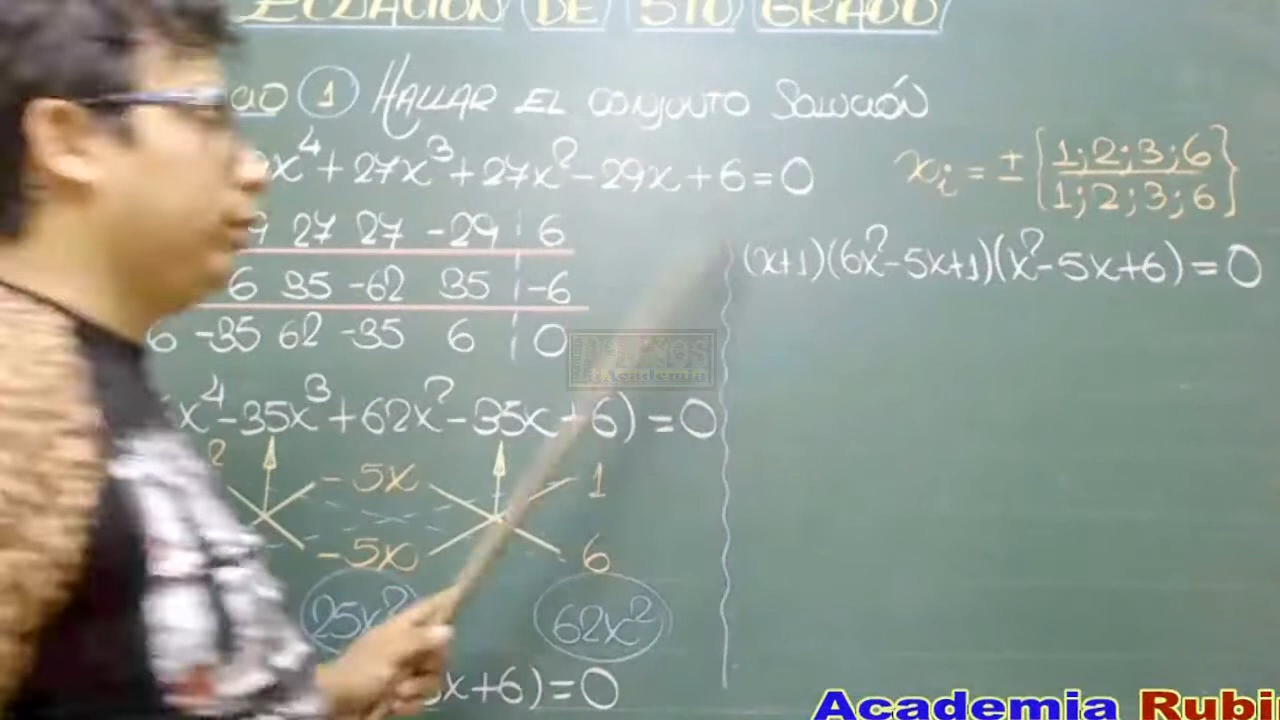 ECUACIÓN DE 5TO GRADO
1 HALLAR EL CONJUNTO SOLUCIÓN
x⁴+27x³+27x²-29x+6=0
27 27 -29 6
6 35 -62 35 -6
6 -35 62 -35 6 0
x⁴-35x³+62x²-35x+6)=0
-5x 1
-5x 6
25x² 62x²
x+6)=0
xᵢ = ± {1;2;3;6 / 1;2;3;6}
(x+1)(6x²-5x+1)(x²-5x+6)=0
Academia
Academia Rubi